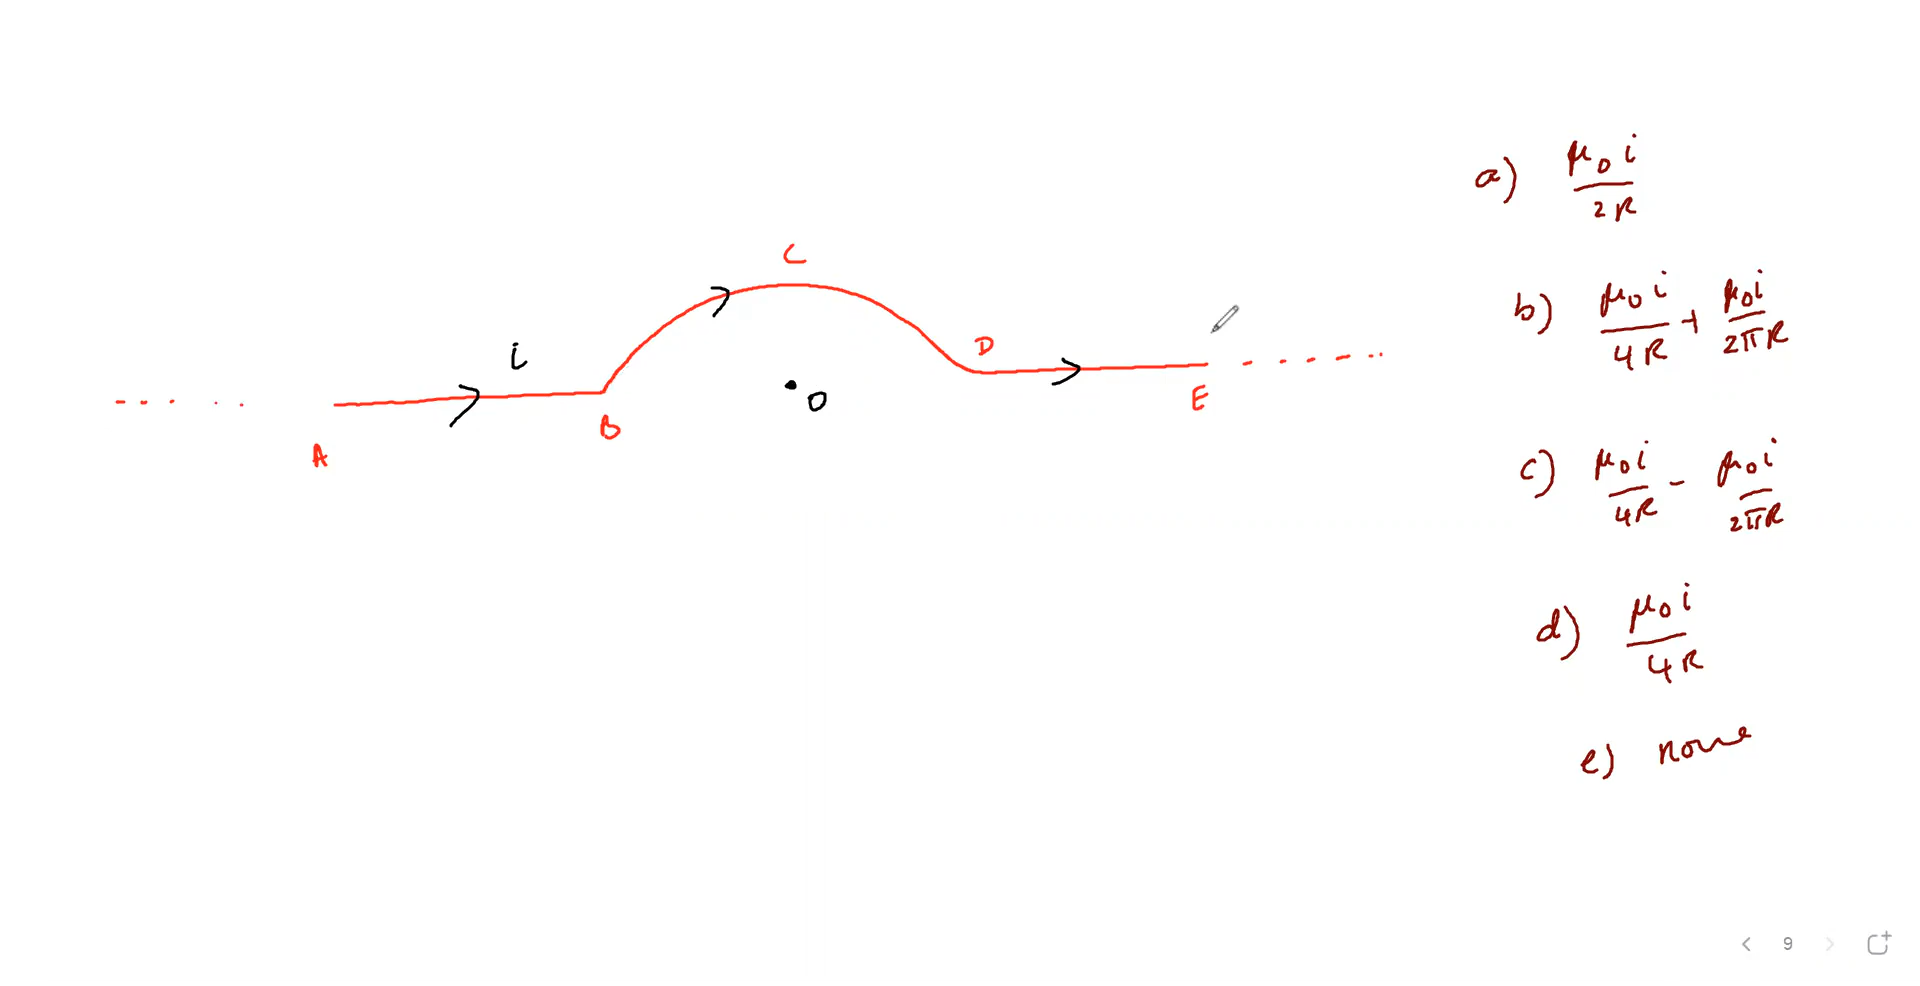 C
i
D
O
E
B
A
a) μ₀i/2R
b) μ₀i/4R + μ₀i/2πR
c) μ₀i/4R - μ₀i/2πR
d) μ₀i/4R
e) none
9